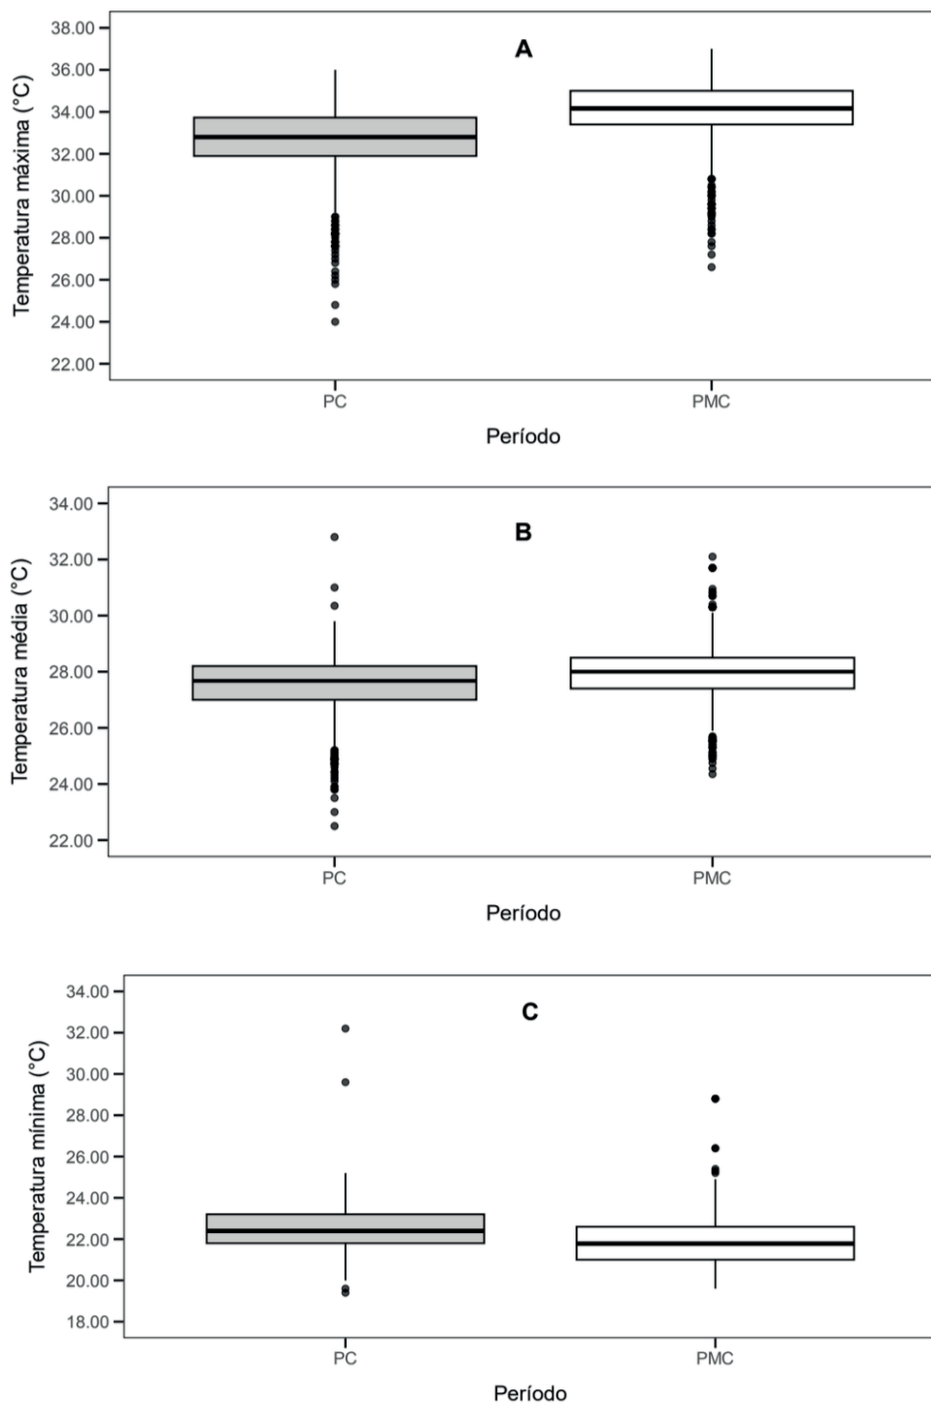 A
Temperatura máxima (°C)
38.00
36.00
34.00
32.00
30.00
28.00
26.00
24.00
22.00
PC
PMC
Período
B
Temperatura média (°C)
34.00
32.00
30.00
28.00
26.00
24.00
22.00
PC
PMC
Período
C
Temperatura mínima (°C)
34.00
32.00
30.00
28.00
26.00
24.00
22.00
20.00
18.00
PC
PMC
Período